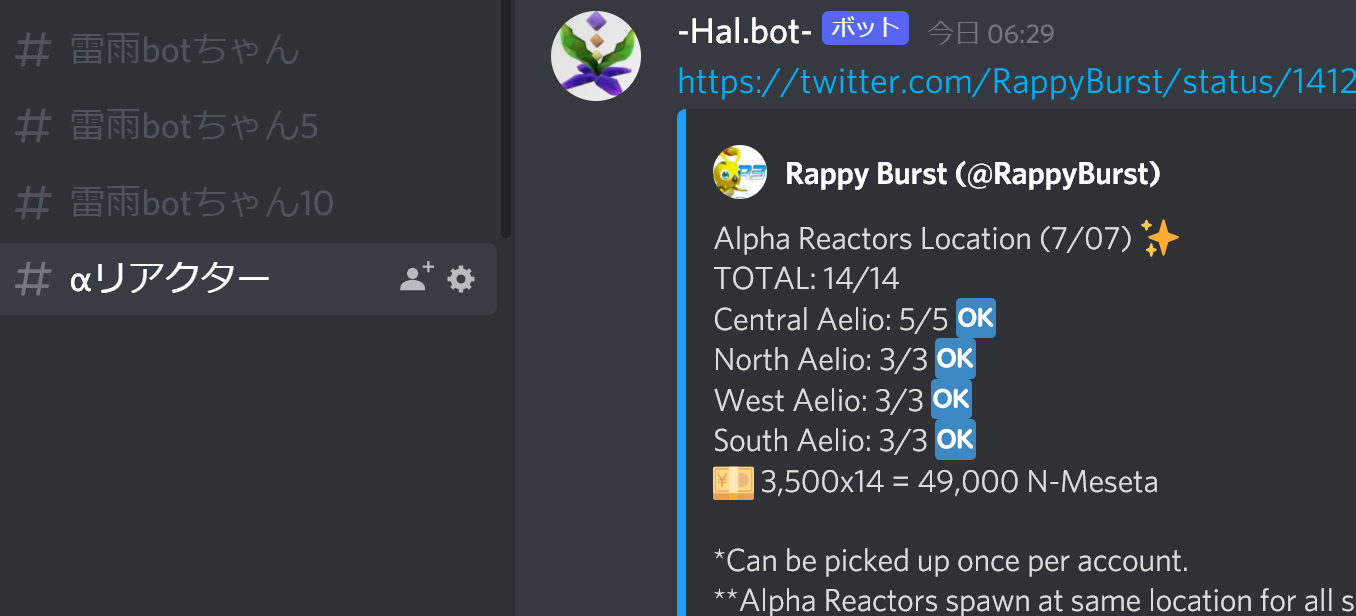 # 雷雨botちゃん
# 雷雨botちゃん5
# 雷雨botちゃん10
# αリアクター
-Hal.bot- ボット 今日 06:29
https://twitter.com/RappyBurst/status/1412
Rappy Burst (@RappyBurst)
Alpha Reactors Location (7/07) ✨
TOTAL: 14/14
Central Aelio: 5/5 🆗
North Aelio: 3/3 🆗
West Aelio: 3/3 🆗
South Aelio: 3/3 🆗
💴 3,500x14 = 49,000 N-Meseta
*Can be picked up once per account.
**Alpha Reactors spawn at same location for all s